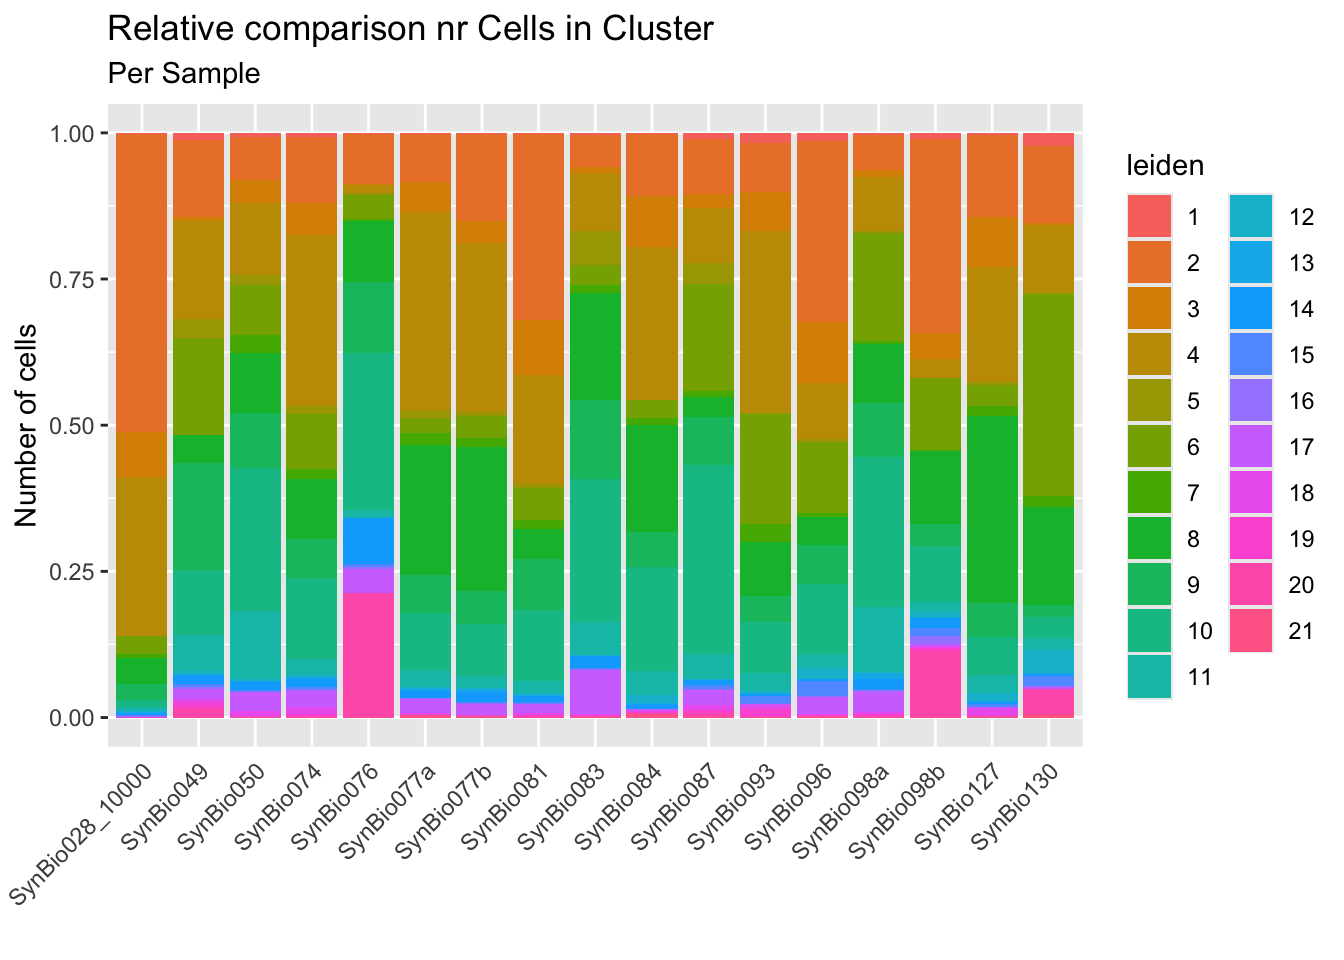 Relative comparison nr Cells in Cluster
Per Sample
Number of cells
1.00
0.75
0.50
0.25
0.00
SynBio028_10000
SynBio049
SynBio050
SynBio074
SynBio076
SynBio077a
SynBio077b
SynBio081
SynBio083
SynBio084
SynBio087
SynBio093
SynBio096
SynBio098a
SynBio098b
SynBio127
SynBio130
leiden
1
2
3
4
5
6
7
8
9
10
11
12
13
14
15
16
17
18
19
20
21